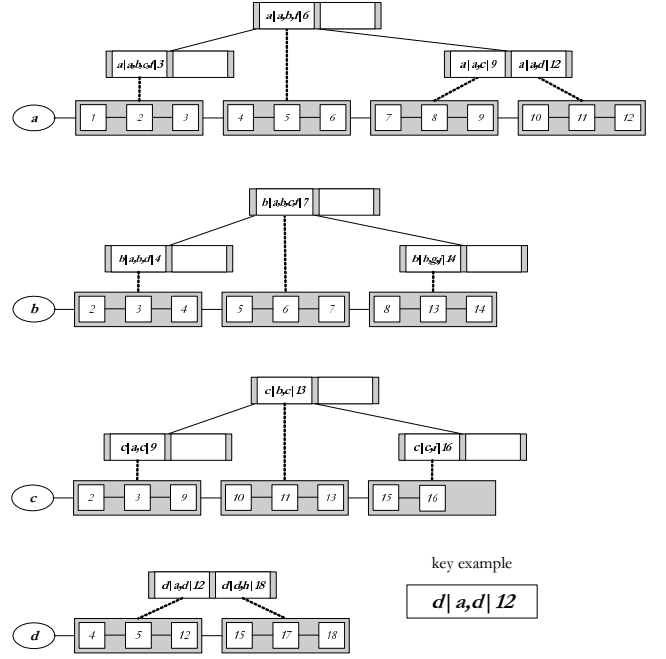 a|a,b,f|6
a|a,b,c,f|3
a|a,c|9 a|a,d|12
a 1 2 3 4 5 6 7 8 9 10 11 12
b|a,b,c,f|7
b|a,b,d|4
b|b,g,j|14
b 2 3 4 5 6 7 8 13 14
c|b,c|13
c|a,c|9
c|c,i|16
c 2 3 9 10 11 13 15 16
key example
d|a,d|12 d|d,h|18
d|a,d|12
d 4 5 12 15 17 18